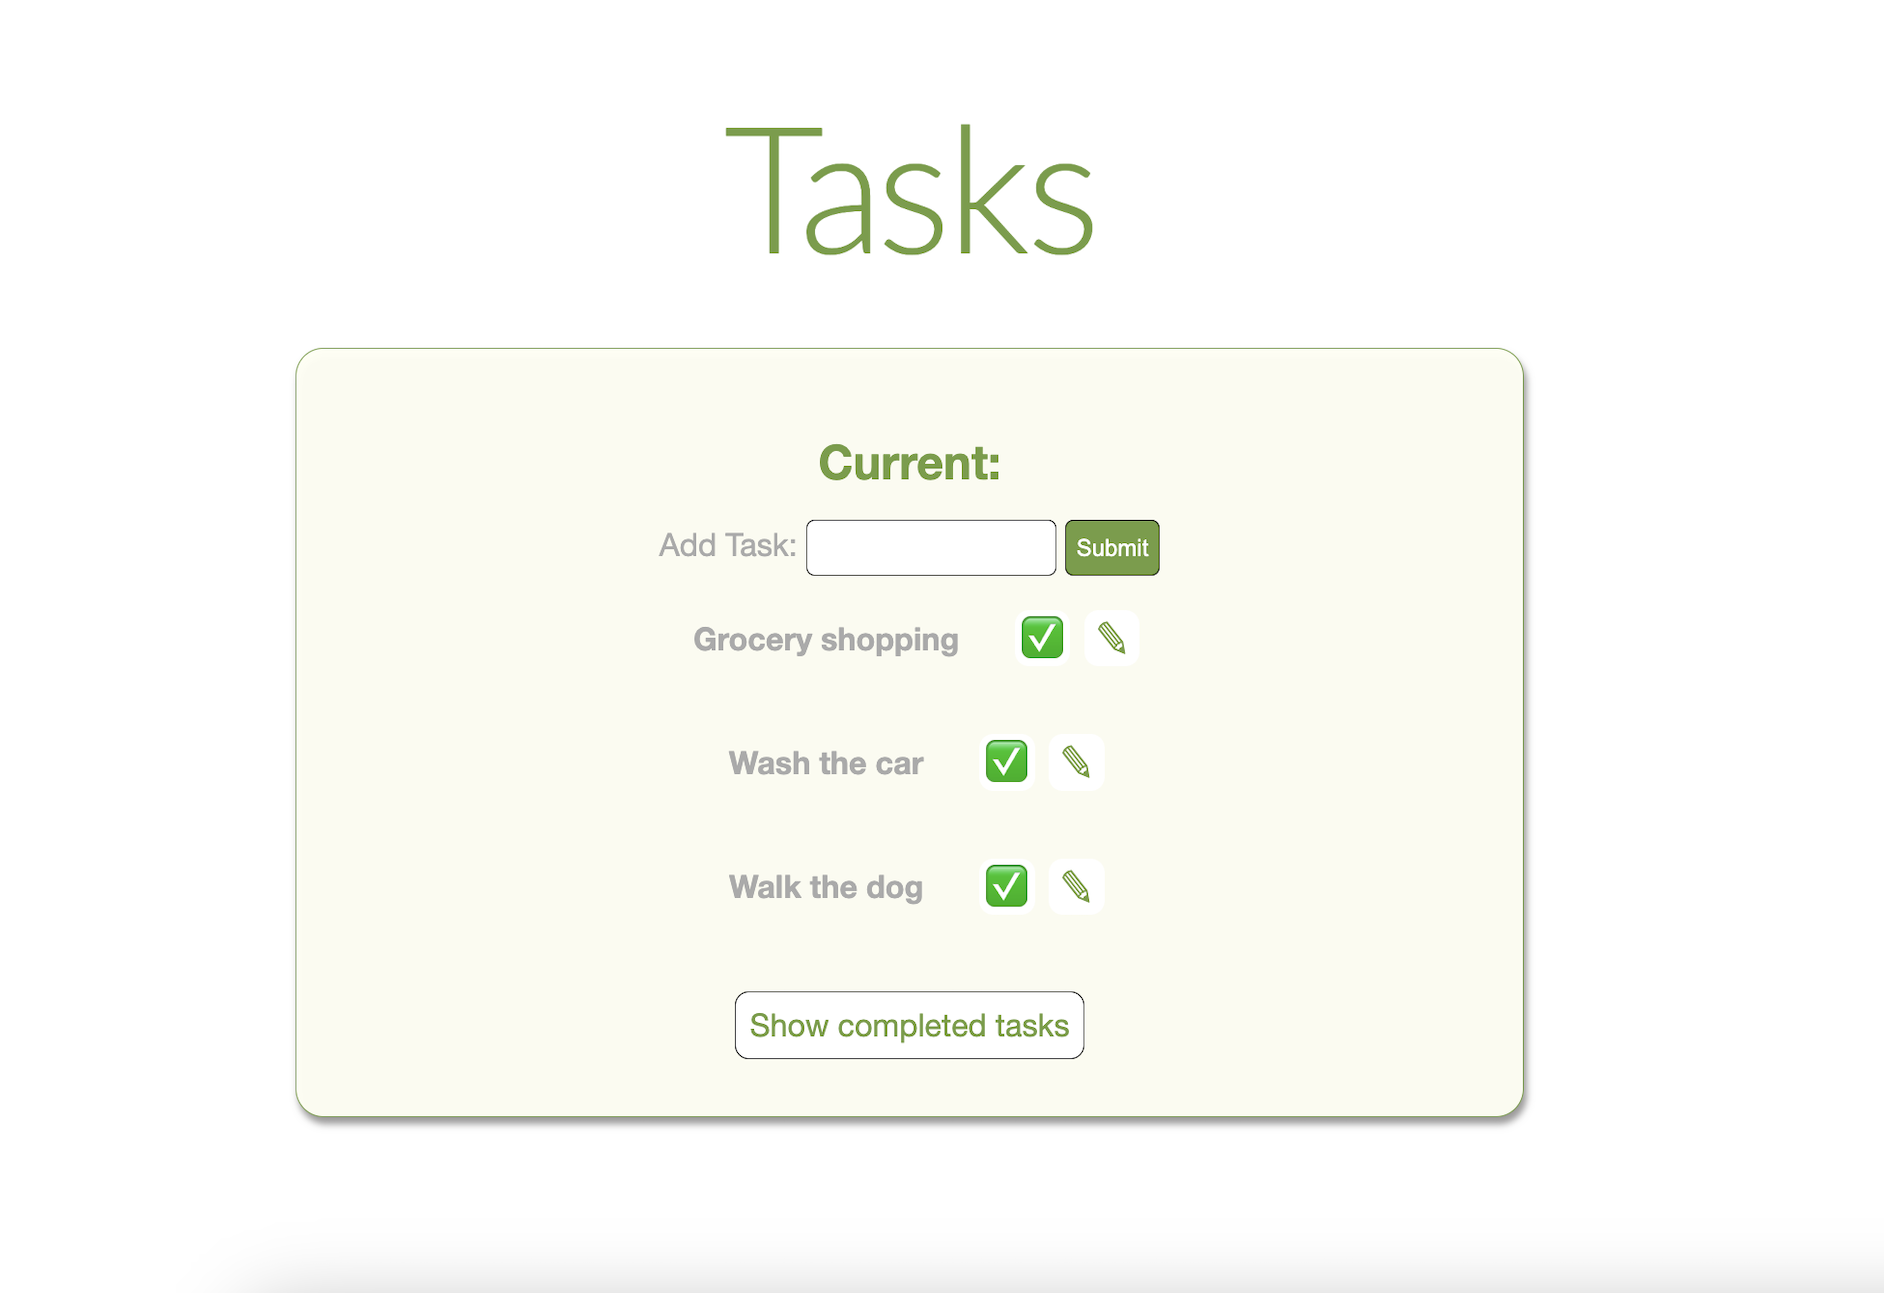 Tasks
Current:
Add Task: Submit
Grocery shopping
Wash the car
Walk the dog
Show completed tasks